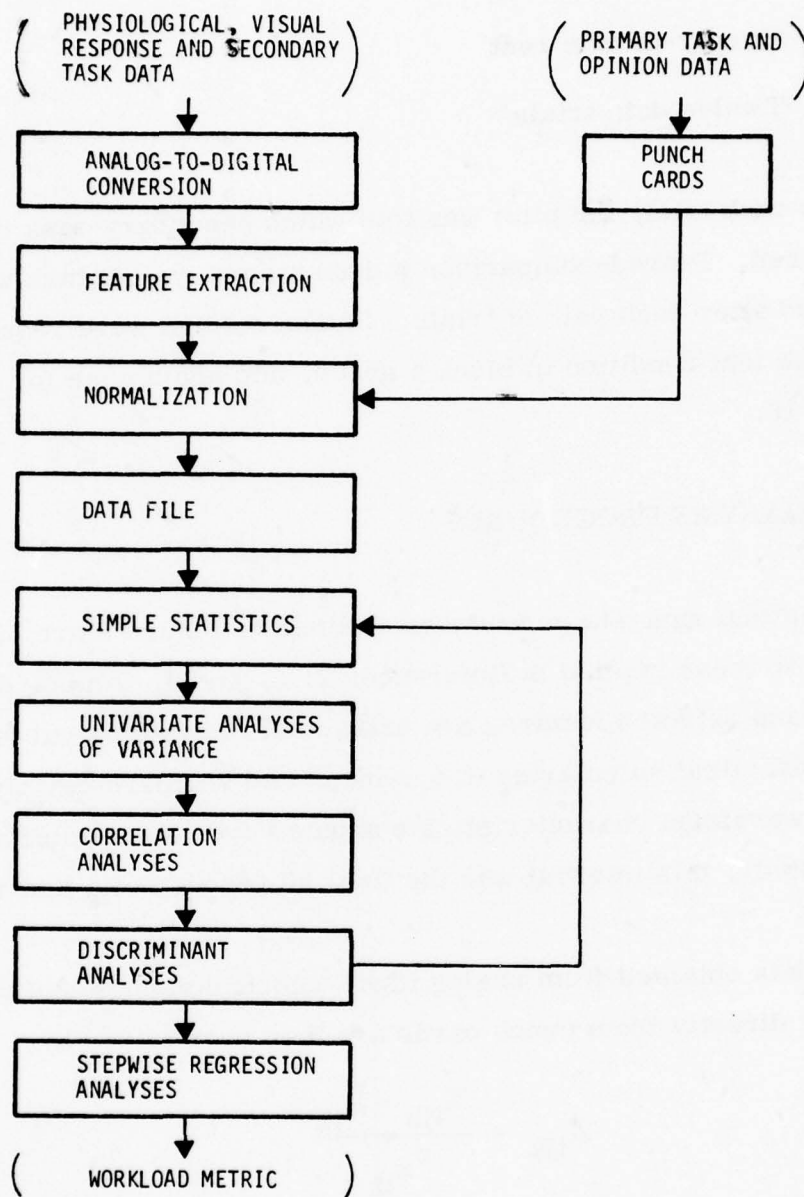 PHYSIOLOGICAL, VISUAL
RESPONSE AND SECONDARY
TASK DATA
PRIMARY TASK AND
OPINION DATA
ANALOG-TO-DIGITAL
CONVERSION
PUNCH
CARDS
FEATURE EXTRACTION
NORMALIZATION
DATA FILE
SIMPLE STATISTICS
UNIVARIATE ANALYSES
OF VARIANCE
CORRELATION
ANALYSES
DISCRIMINANT
ANALYSES
STEPWISE REGRESSION
ANALYSES
WORKLOAD METRIC